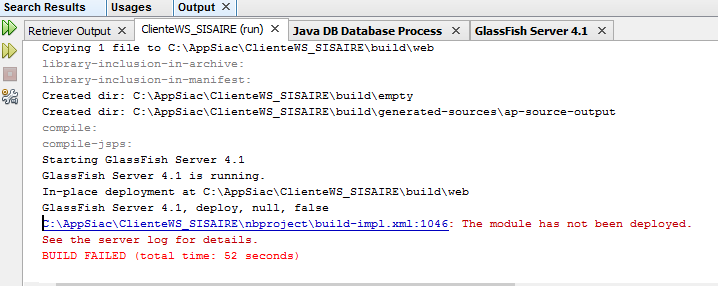 Search Results Usages Output
Retriever Output ClienteWS_SISAIRE (run) Java DB Database Process GlassFish Server 4.1
Copying 1 file to C:\AppSiac\ClienteWS_SISAIRE\build\web
library-inclusion-in-archive:
library-inclusion-in-manifest:
Created dir: C:\AppSiac\ClienteWS_SISAIRE\build\empty
Created dir: C:\AppSiac\ClienteWS_SISAIRE\build\generated-sources\ap-source-output
compile:
compile-jsps:
Starting GlassFish Server 4.1
GlassFish Server 4.1 is running.
In-place deployment at C:\AppSiac\ClienteWS_SISAIRE\build\web
GlassFish Server 4.1, deploy, null, false
C:\AppSiac\ClienteWS_SISAIRE\nbproject\build-impl.xml:1046: The module has not been deployed.
See the server log for details.
BUILD FAILED (total time: 52 seconds)